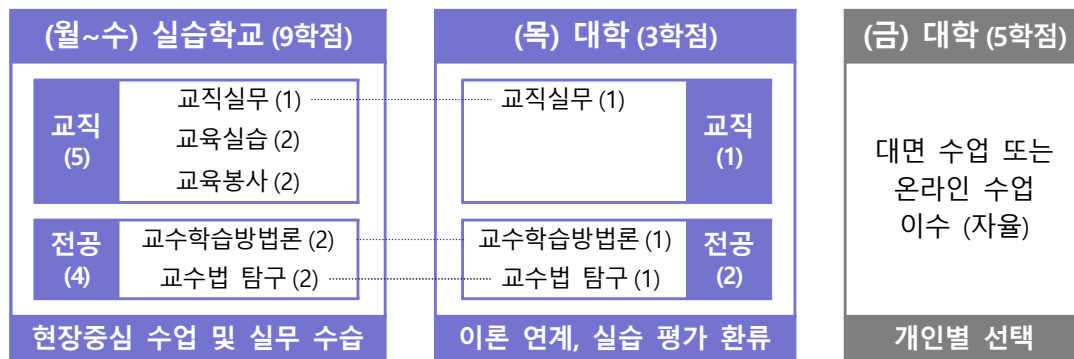 (월~수) 실습학교 (9학점)
교직
(5)
교직실무 (1)
교육실습 (2)
교육봉사 (2)
전공
(4)
교수학습방법론 (2)
교수법 탐구 (2)
현장중심 수업 및 실무 수습
(목) 대학 (3학점)
교직실무 (1)
교직
(1)
교수학습방법론 (1)
교수법 탐구 (1)
전공
(2)
이론 연계, 실습 평가 환류
(금) 대학 (5학점)
대면 수업 또는
온라인 수업
이수 (자율)
개인별 선택